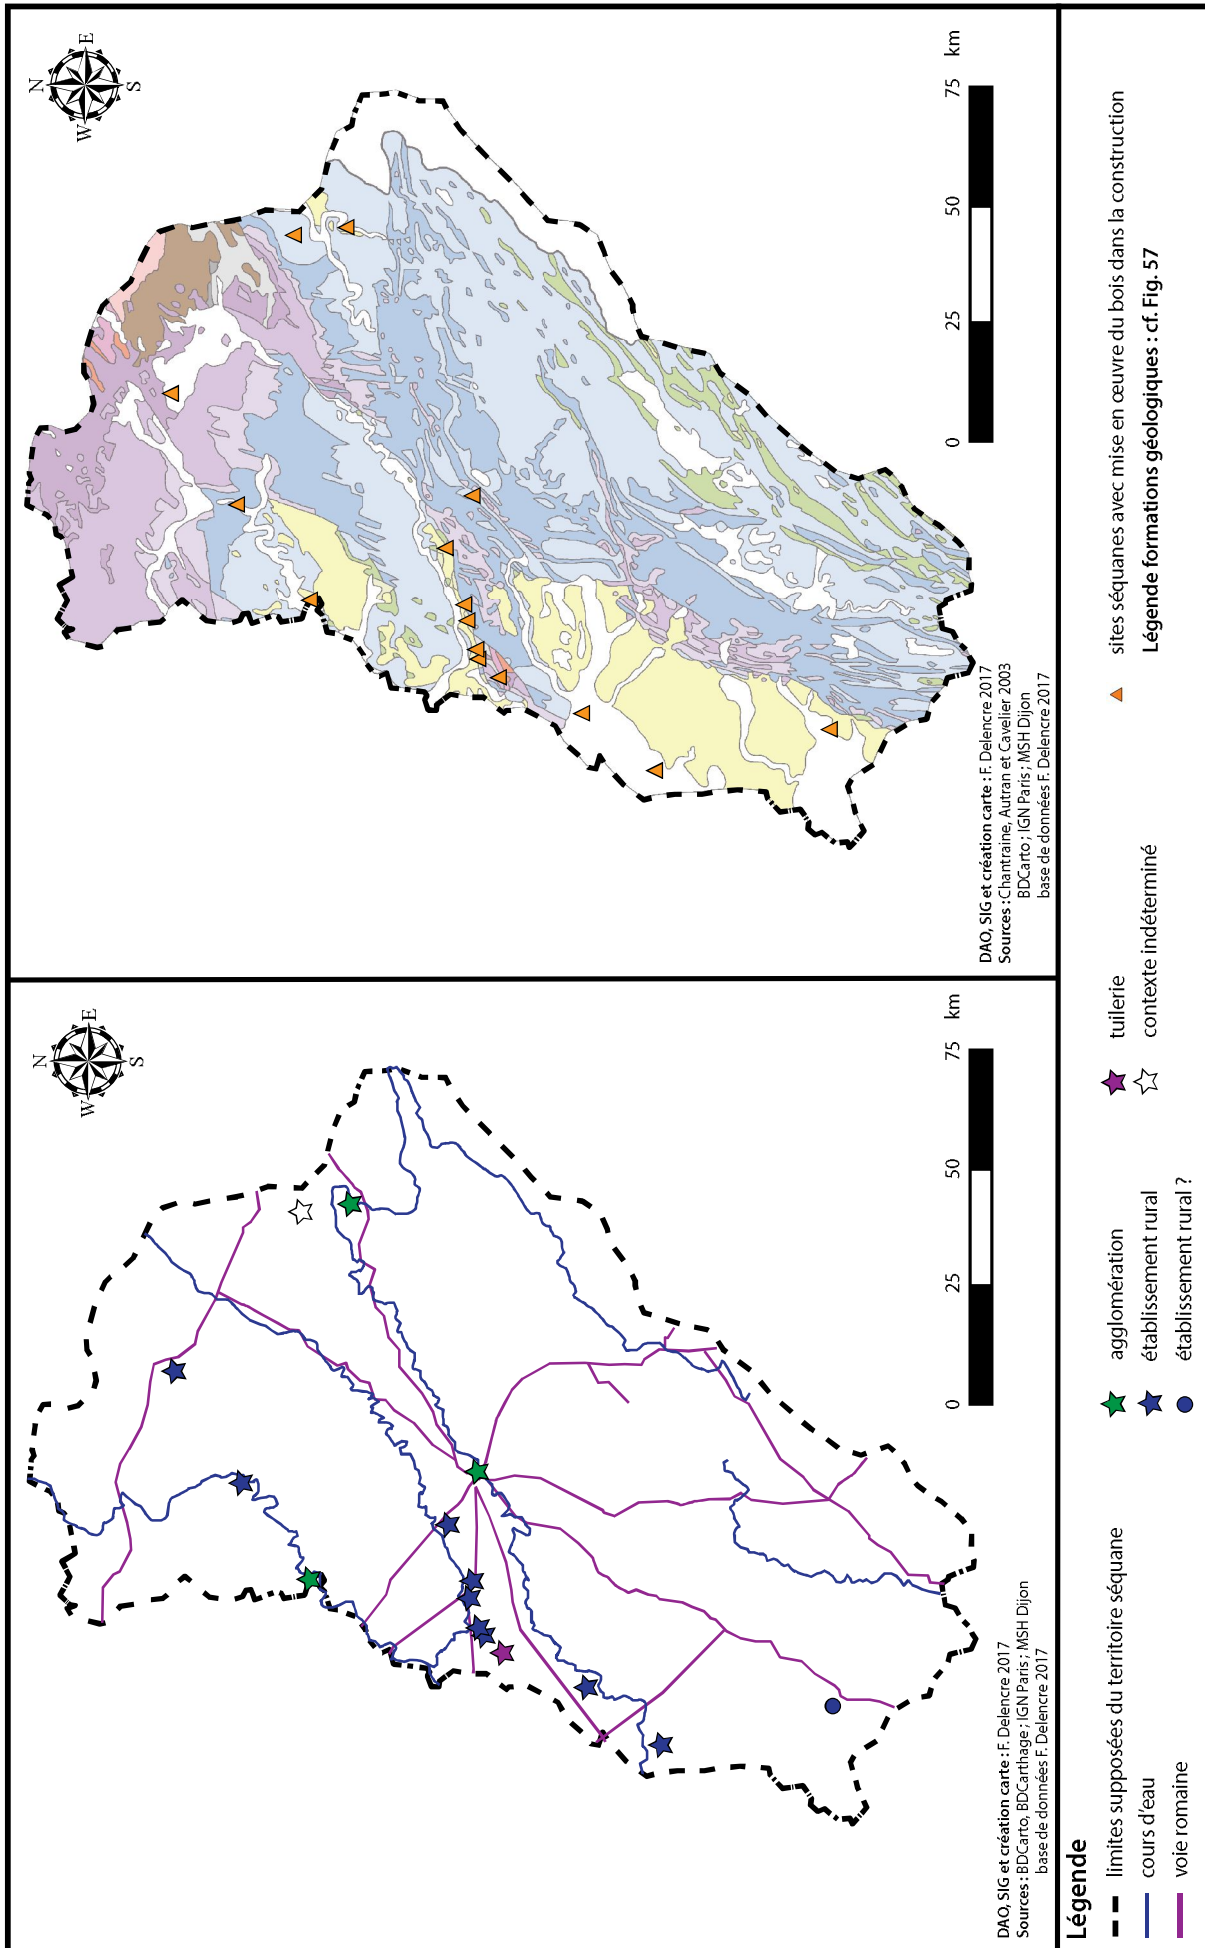 N
E
S
W
0
25
50
75
km
DAO, SIG et création carte : F. Delencre 2017
Sources : BDCarto, BDCarthage ; IGN Paris ; MSH Dijon
base de données F. Delencre 2017
N
E
S
W
0
25
50
75
km
DAO, SIG et création carte : F. Delencre 2017
Sources : Chantraine, Autran et Cavelier 2003
BDCarto ; IGN Paris ; MSH Dijon
base de données F. Delencre 2017
Légende
limites supposées du territoire séquane
cours d'eau
voie romaine
agglomération
établissement rural
établissement rural ?
tuilerie
contexte indéterminé
sites séquanes avec mise en œuvre du bois dans la construction
Légende formations géologiques : cf. Fig. 57